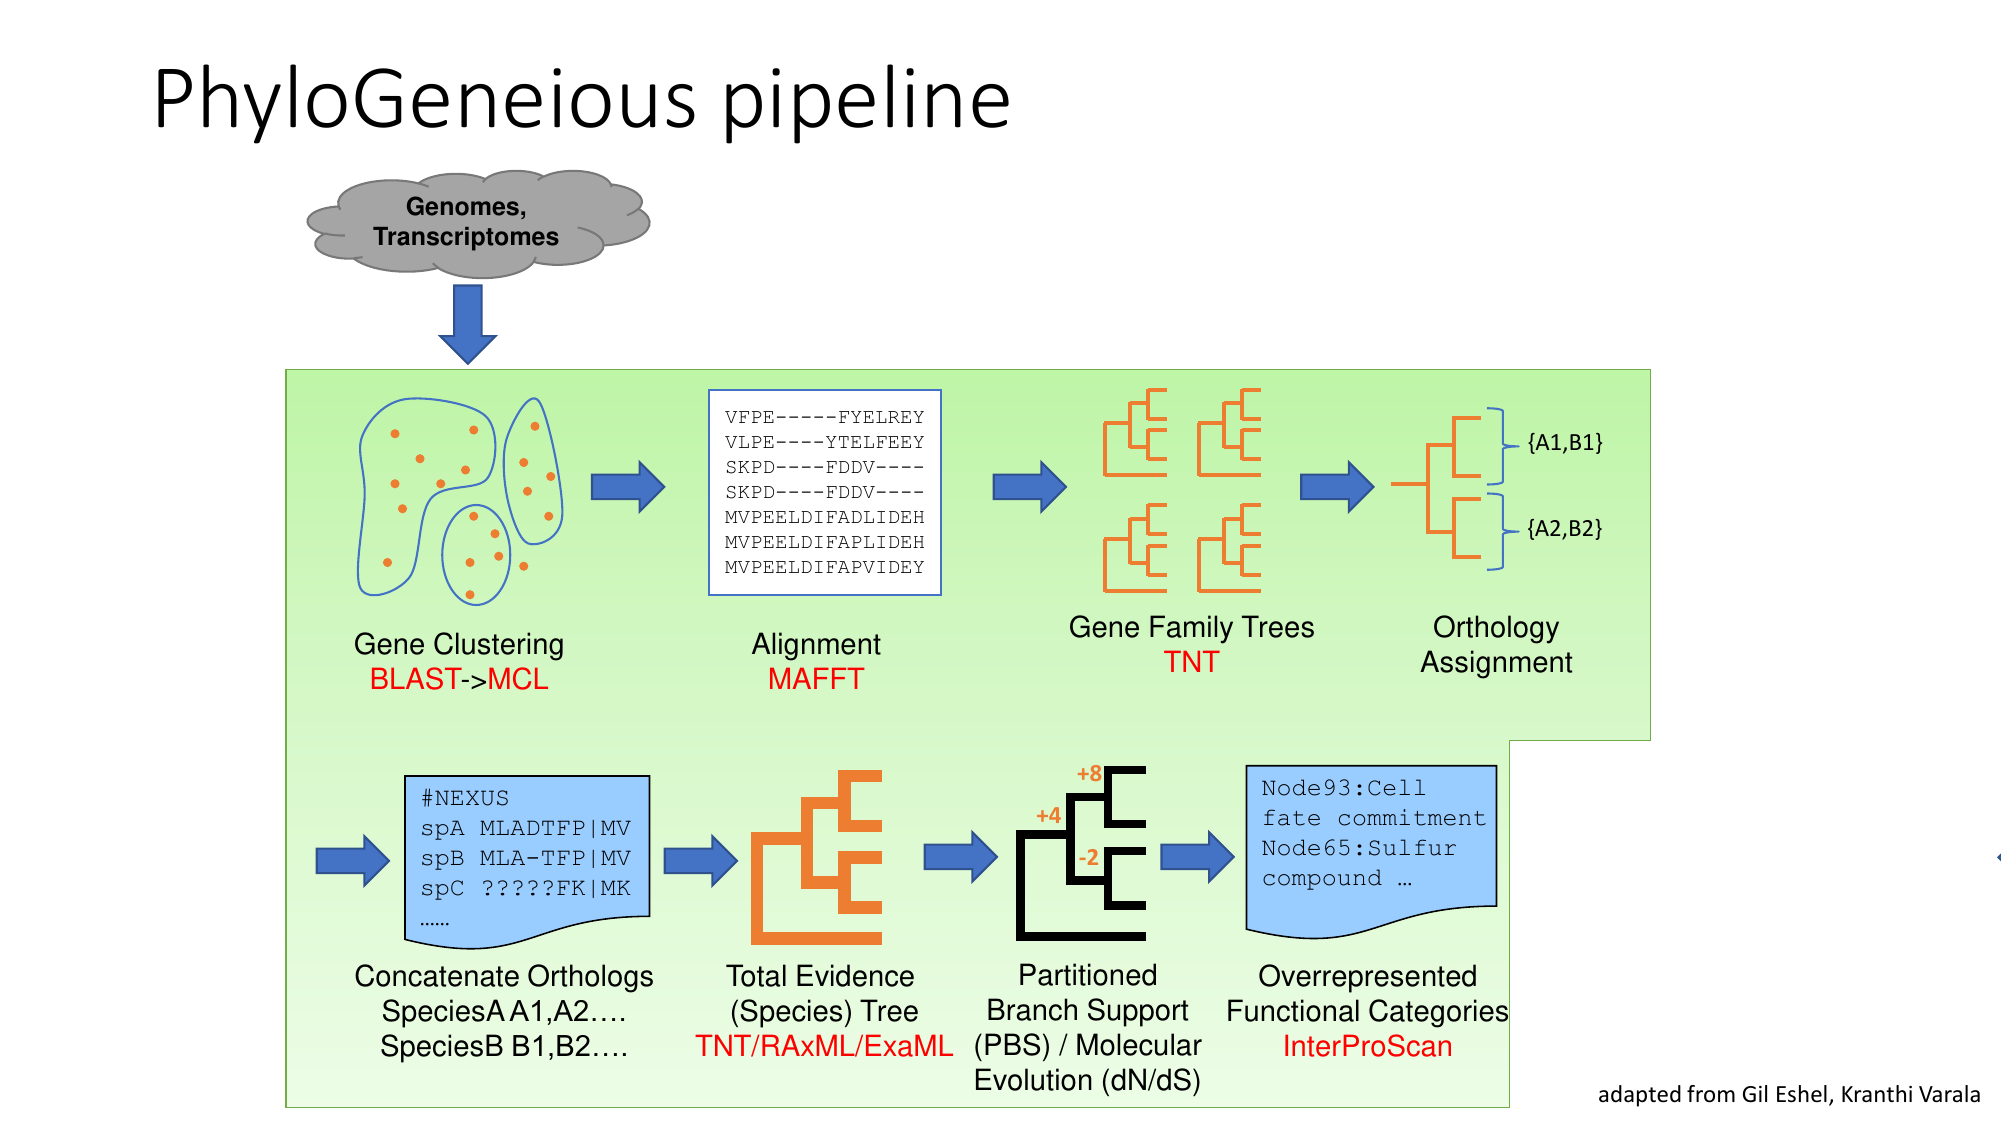 PhyloGeneious pipeline
Genomes,
Transcriptomes
VFPE-----FYELREY
VLPE----YTELFEEY
SKPD----FDDV----
SKPD----FDDV----
MVPEELDIFADLIDEH
MVPEELDIFAPLIDEH
MVPEELDIFAPVIDEY
{A1,B1}
{A2,B2}
Gene Clustering
BLAST->MCL
Alignment
MAFFT
Gene Family Trees
TNT
Orthology
Assignment
#NEXUS
spA MLADTFP|MV
spB MLA-TFP|MV
spC ?????FK|MK
……
+8
+4
-2
Node93:Cell
fate commitment
Node65:Sulfur
compound …
Concatenate Orthologs
SpeciesA A1,A2….
SpeciesB B1,B2….
Total Evidence
(Species) Tree
TNT/RAxML/ExaML
Partitioned
Branch Support
(PBS) / Molecular
Evolution (dN/dS)
Overrepresented
Functional Categories
InterProScan
adapted from Gil Eshel, Kranthi Varala